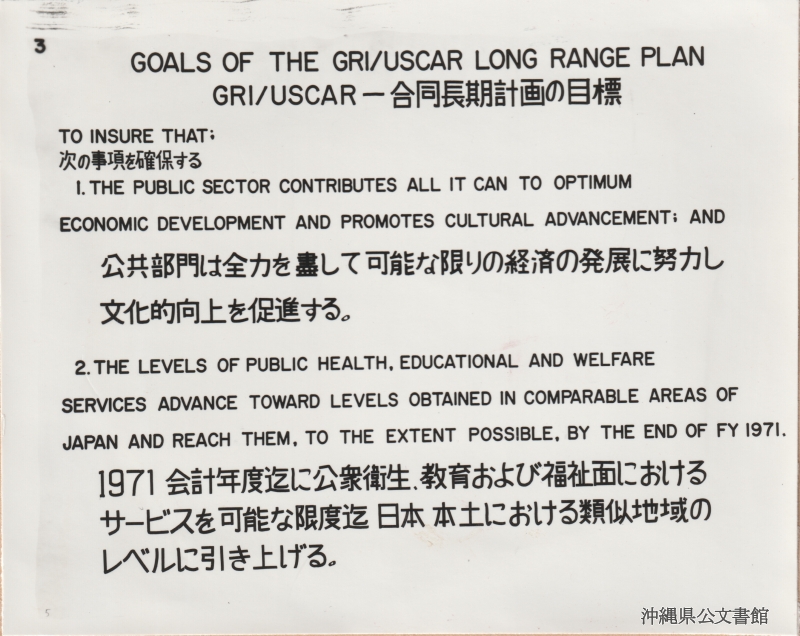 3
GOALS OF THE GRI/USCAR LONG RANGE PLAN
GRI/USCAR－合同長期計画の目標
TO INSURE THAT;
次の事項を確保する
1. THE PUBLIC SECTOR CONTRIBUTES ALL IT CAN TO OPTIMUM
ECONOMIC DEVELOPMENT AND PROMOTES CULTURAL ADVANCEMENT; AND
公共部門は全力を盡して可能な限りの経済の発展に努力し
文化的向上を促進する。
2. THE LEVELS OF PUBLIC HEALTH, EDUCATIONAL AND WELFARE
SERVICES ADVANCE TOWARD LEVELS OBTAINED IN COMPARABLE AREAS OF
JAPAN AND REACH THEM, TO THE EXTENT POSSIBLE, BY THE END OF FY 1971.
1971 会計年度迄に公衆衛生、教育および福祉面における
サービスを可能な限度迄 日本 本土における類似地域の
レベルに引き上げる。
5
沖縄県公文書館